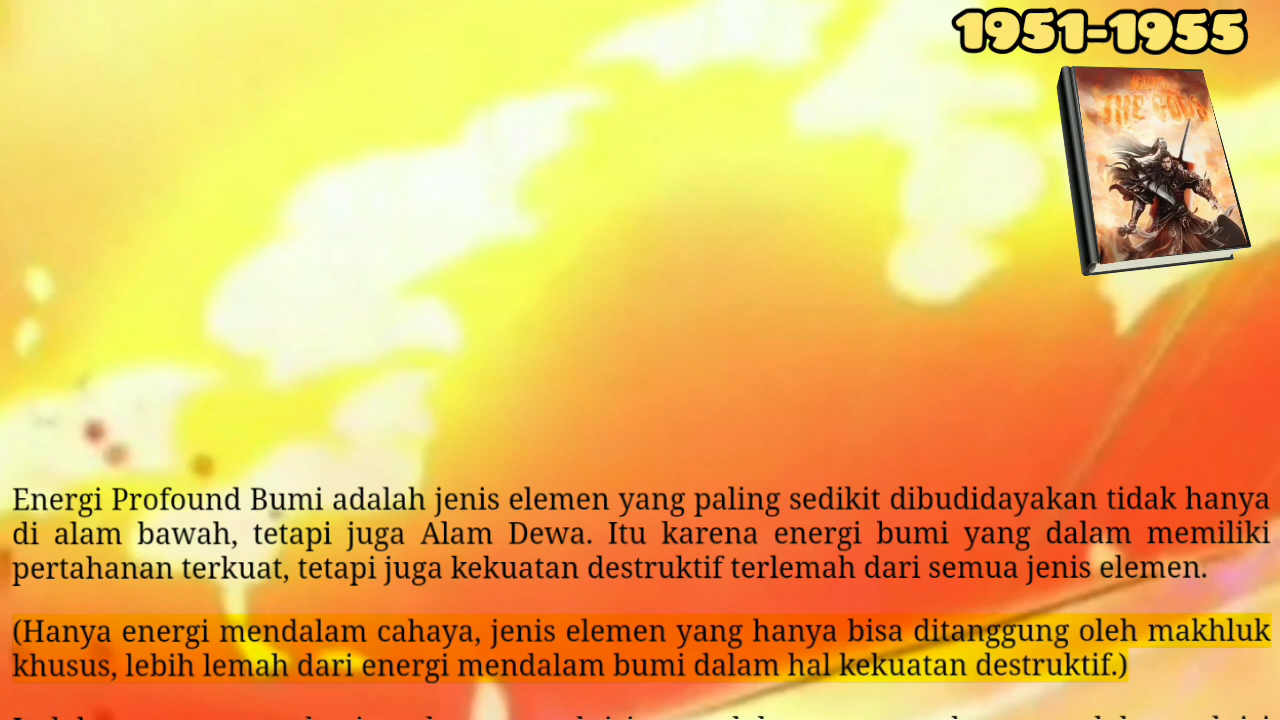 1951-1955
THE GODS
Energi Profound Bumi adalah jenis elemen yang paling sedikit dibudidayakan tidak hanya
di alam bawah, tetapi juga Alam Dewa. Itu karena energi bumi yang dalam memiliki
pertahanan terkuat, tetapi juga kekuatan destruktif terlemah dari semua jenis elemen.
(Hanya energi mendalam cahaya, jenis elemen yang hanya bisa ditanggung oleh makhluk
khusus, lebih lemah dari energi mendalam bumi dalam hal kekuatan destruktif.)